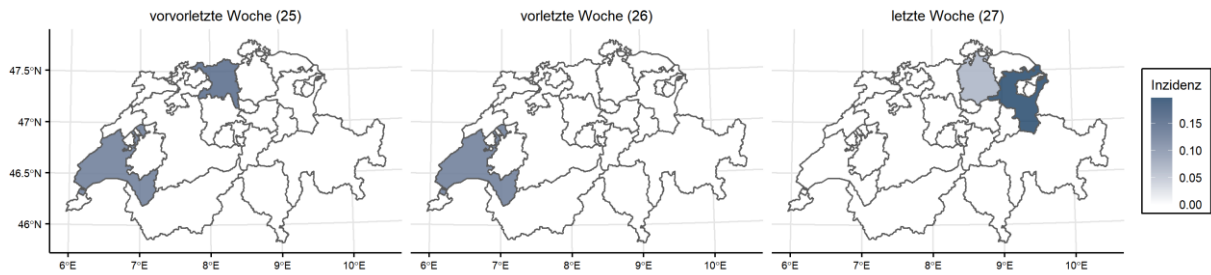 vorvorletzte Woche (25)
vorletzte Woche (26)
letzte Woche (27)
47.5°N
47°N
46.5°N
46°N
6°E 7°E 8°E 9°E 10°E
6°E 7°E 8°E 9°E 10°E
6°E 7°E 8°E 9°E 10°E
Inzidenz
0.15
0.10
0.05
0.00